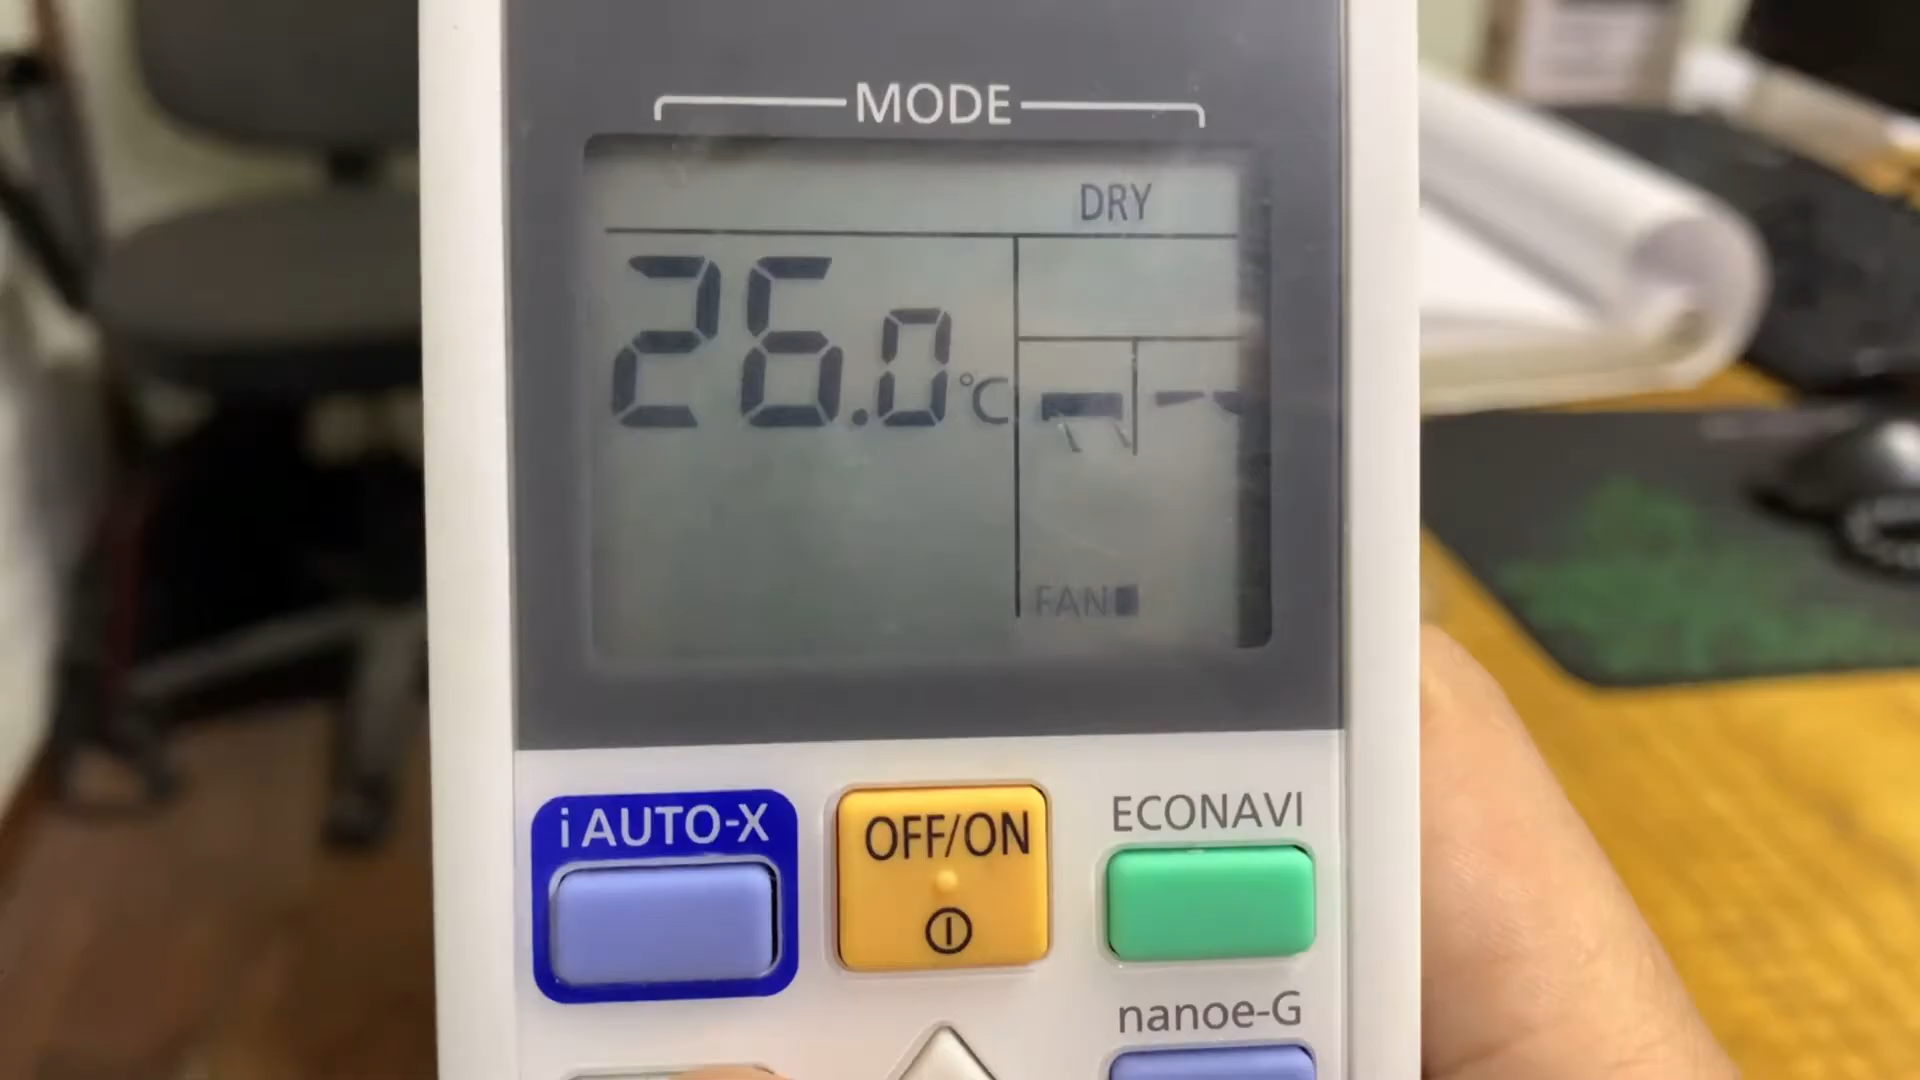 MODE
DRY
26.0°C
FAN
iAUTO-X
OFF/ON
ECONAVI
nanoe-G